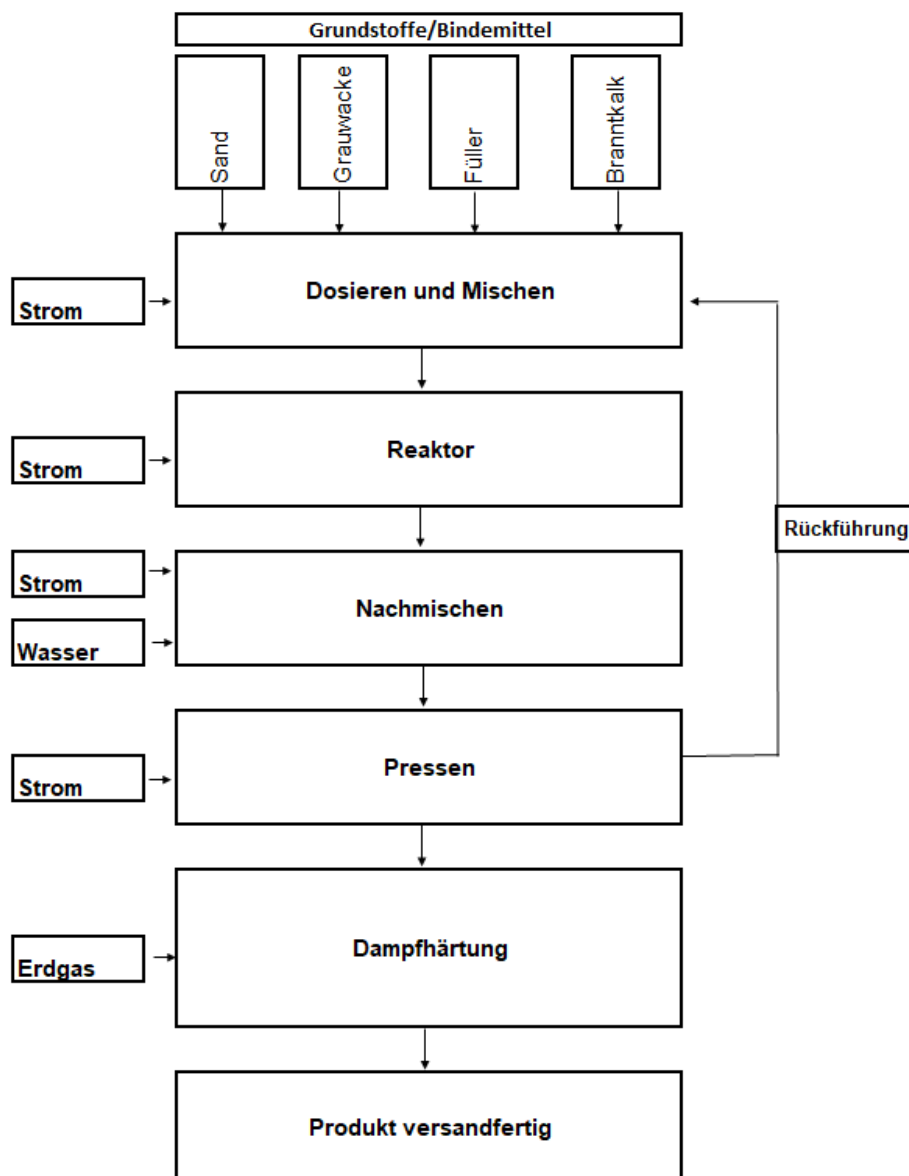 Grundstoffe/Bindemittel
Sand
Grauwacke
Füller
Branntkalk
Dosieren und Mischen
Strom
Reaktor
Strom
Rückführung
Strom
Nachmischen
Wasser
Pressen
Strom
Dampfhärtung
Erdgas
Produkt versandfertig